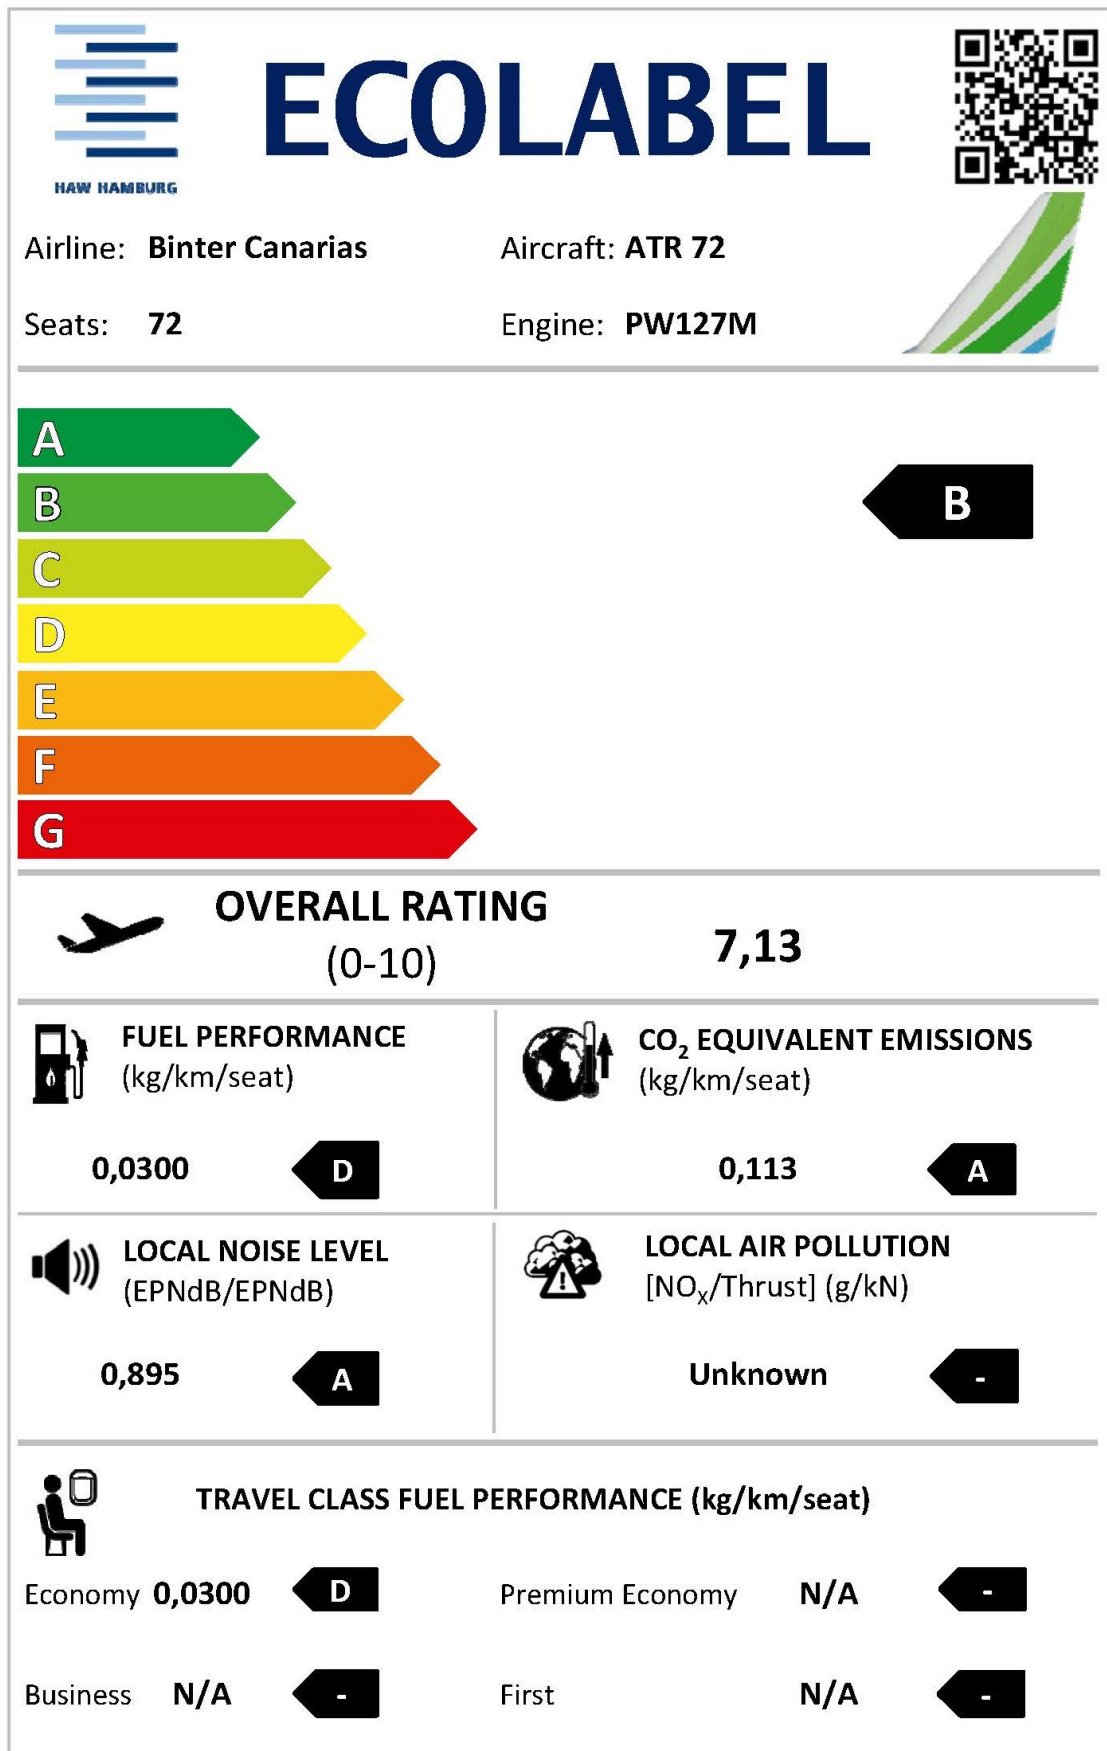 HAW HAMBURG
ECOLABEL
Airline: Binter Canarias Aircraft: ATR 72
Seats: 72 Engine: PW127M
A
B B
C
D
E
F
G
OVERALL RATING
(0-10) 7,13
FUEL PERFORMANCE
(kg/km/seat)
0,0300 D
CO₂ EQUIVALENT EMISSIONS
(kg/km/seat)
0,113 A
LOCAL NOISE LEVEL
(EPNdB/EPNdB)
0,895 A
LOCAL AIR POLLUTION
[NOₓ/Thrust] (g/kN)
Unknown -
TRAVEL CLASS FUEL PERFORMANCE (kg/km/seat)
Economy 0,0300 D Premium Economy N/A -
Business N/A - First N/A -